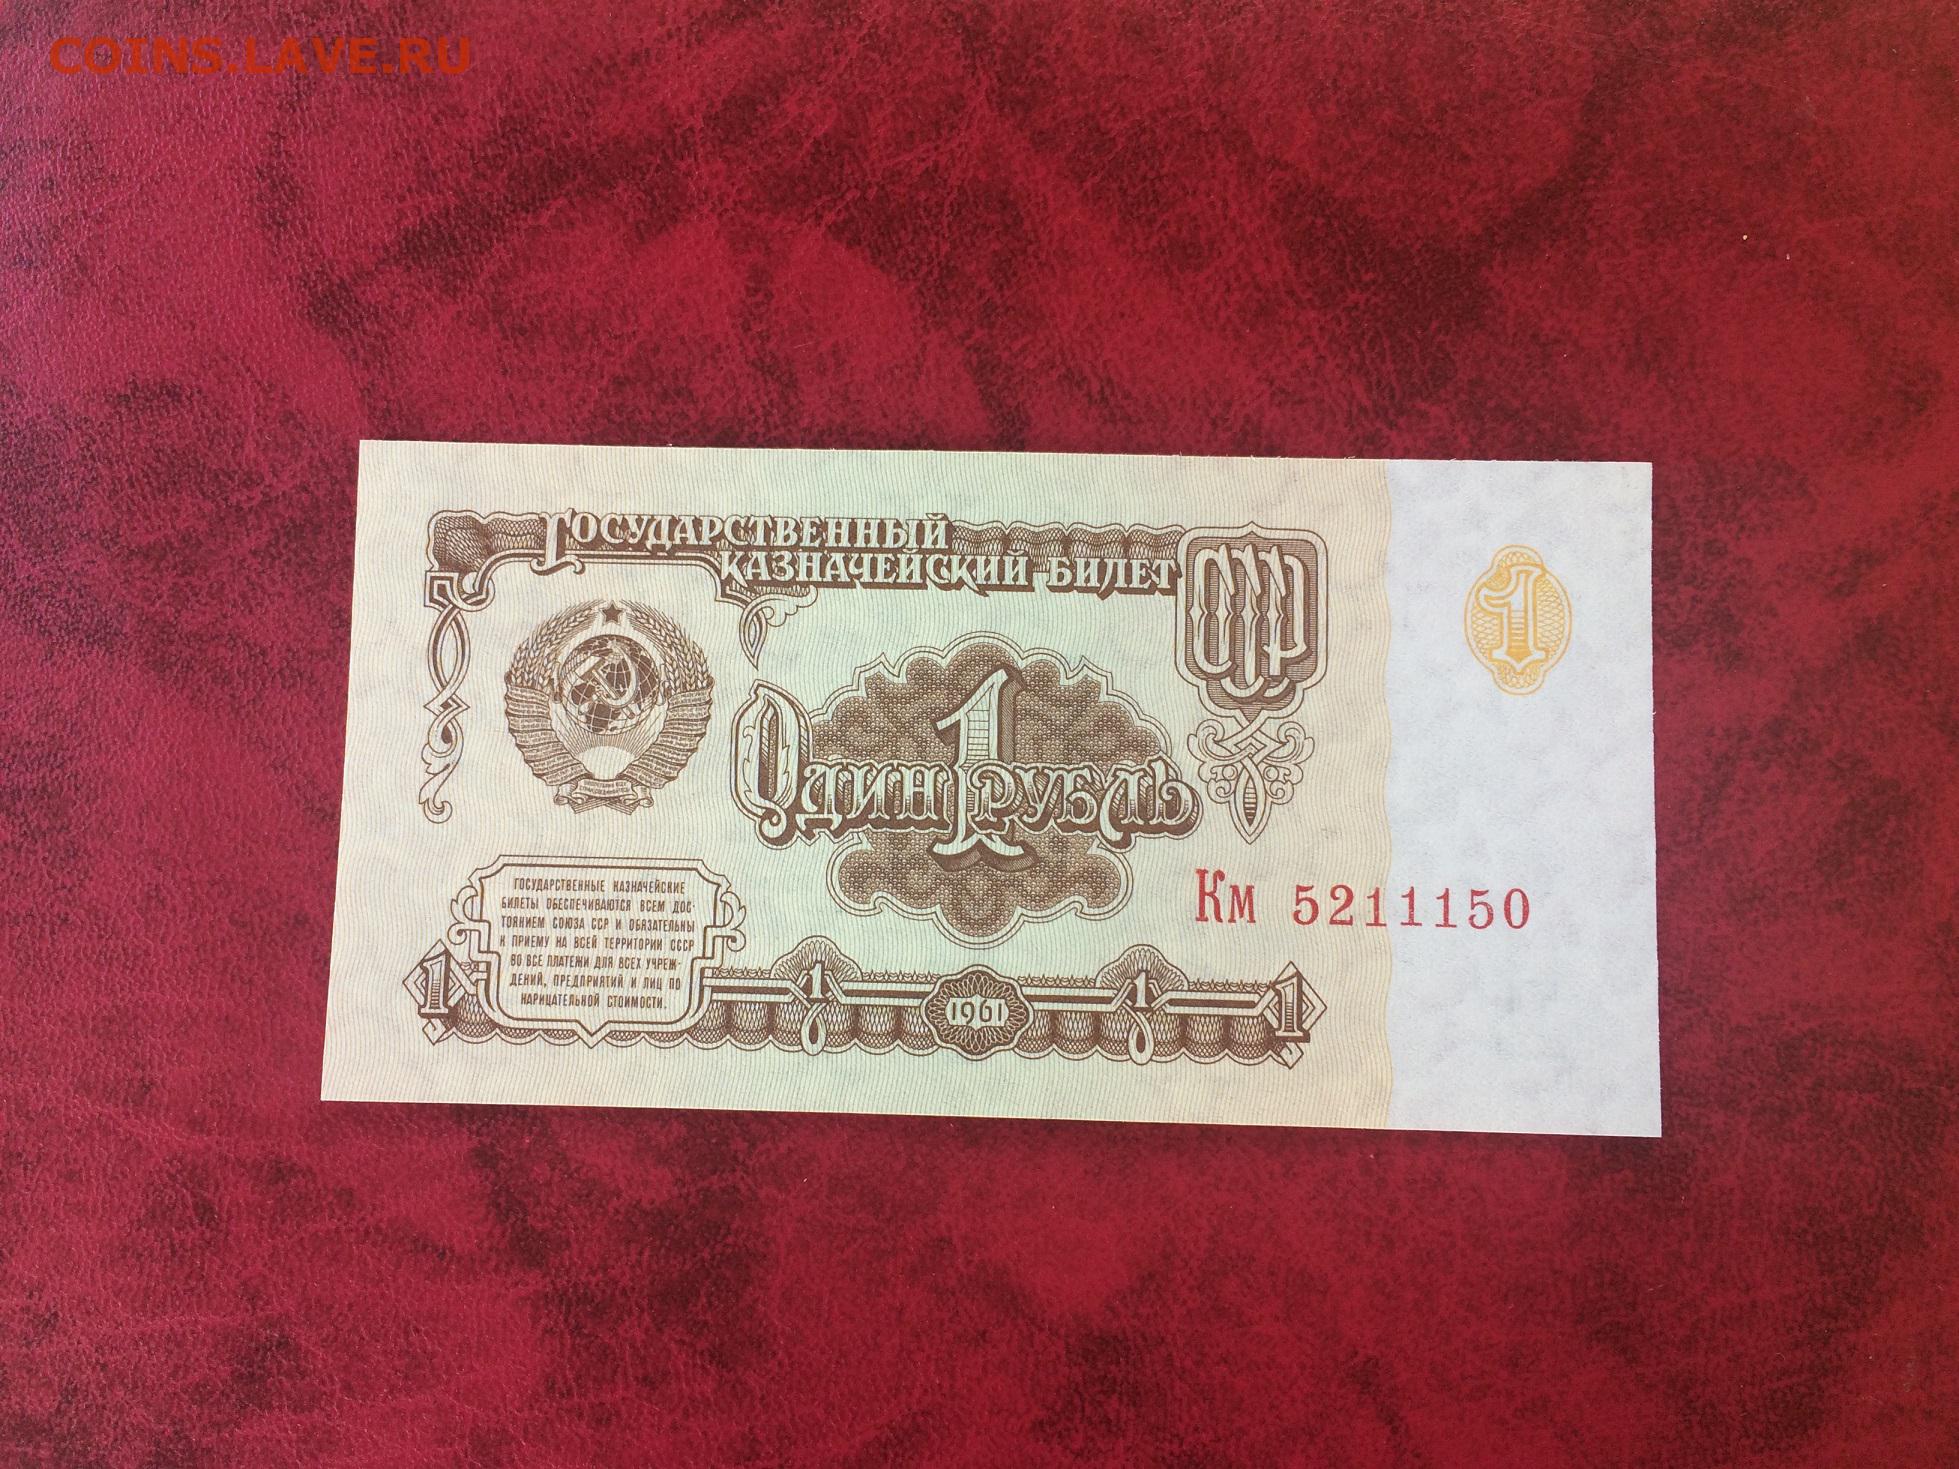 COINS.LAVE.RU
ГОСУДАРСТВЕННЫЙ
КАЗНАЧЕЙСКИЙ БИЛЕТ
СССР
1
1
ОДИН РУБЛЬ
ГОСУДАРСТВЕННЫЕ КАЗНАЧЕЙСКИЕ
БИЛЕТЫ ОБЕСПЕЧИВАЮТСЯ ВСЕМ ДОС-
ТОЯНИЕМ СОЮЗА ССР И ОБЯЗАТЕЛЬНЫ
К ПРИЕМУ НА ВСЕЙ ТЕРРИТОРИИ СССР
ВО ВСЕ ПЛАТЕЖИ ДЛЯ ВСЕХ УЧРЕЖ-
ДЕНИЙ, ПРЕДПРИЯТИЙ И ЛИЦ ПО
НАРИЦАТЕЛЬНОЙ СТОИМОСТИ.
Км 5211150
1 1 1961 1 1